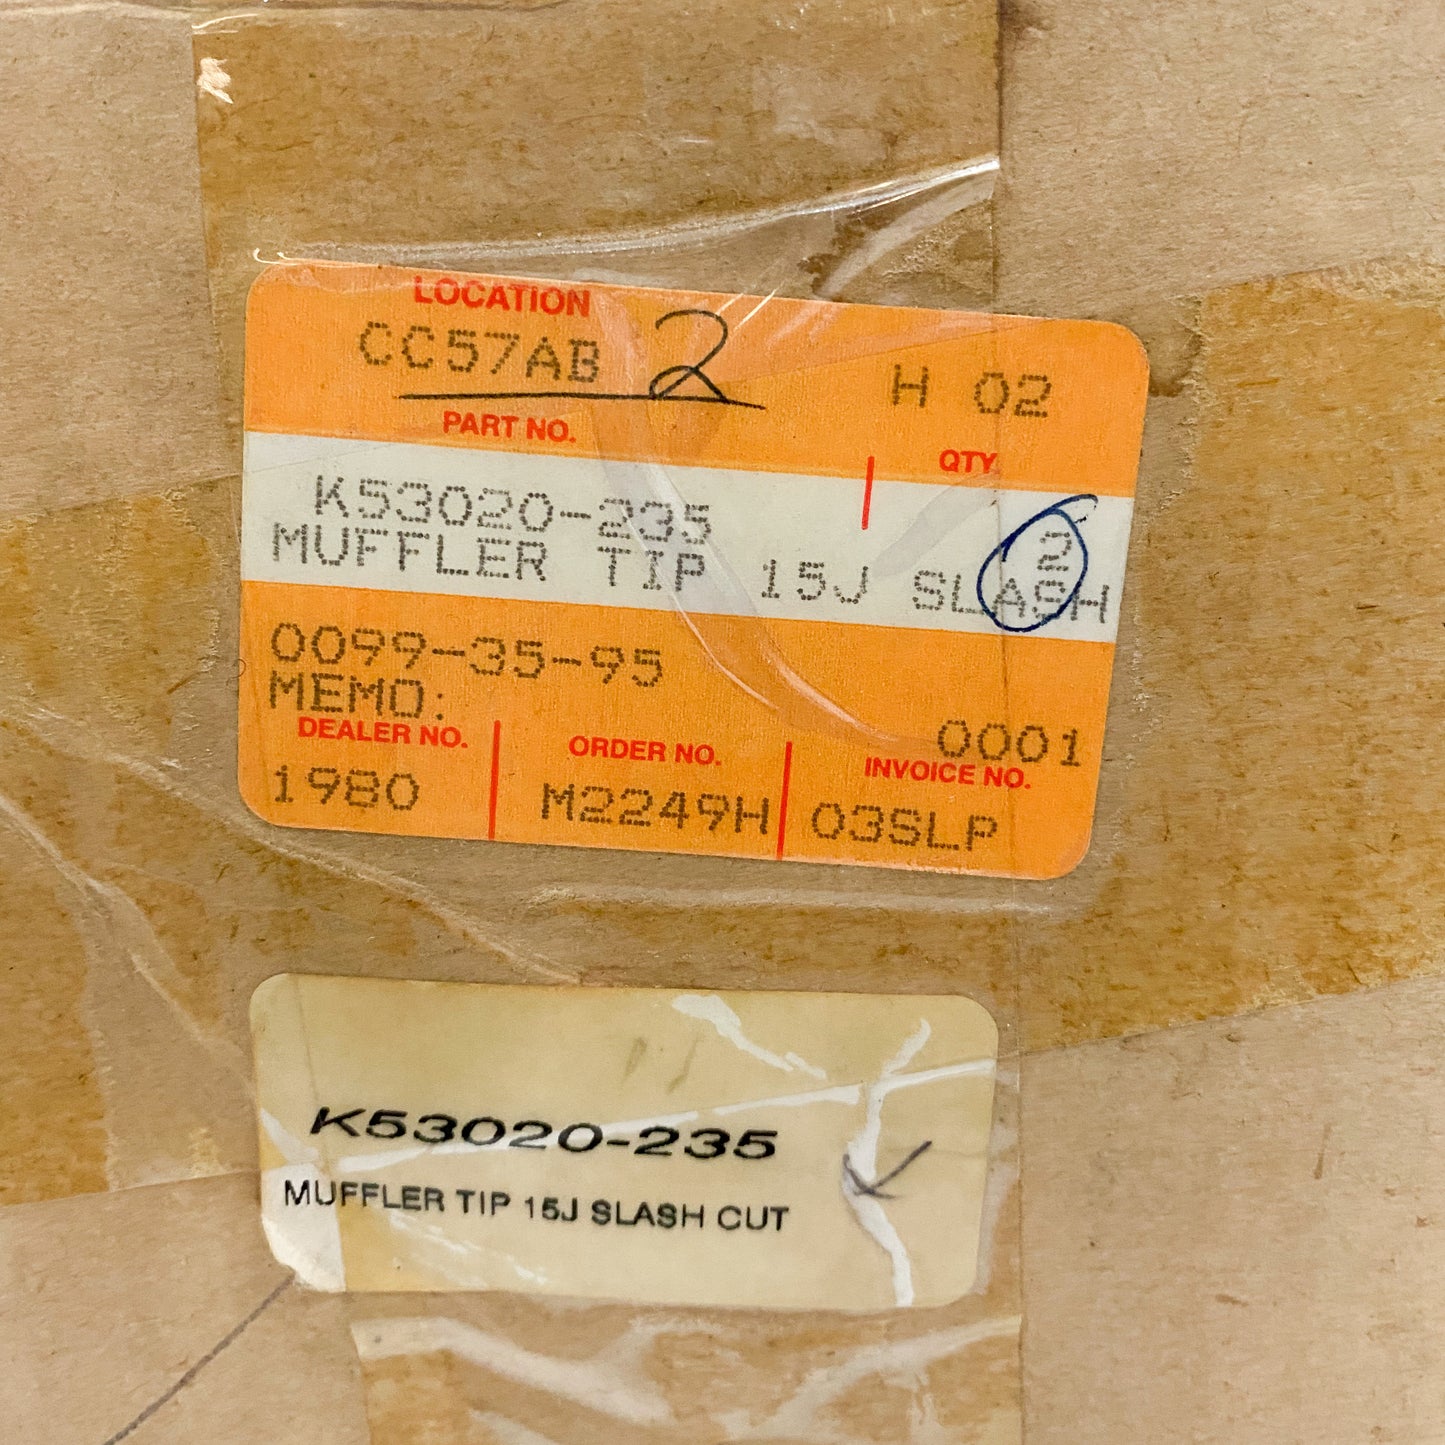 LOCATION
CC57AB 2 H 02
PART NO. QTY
K53020-235 2
MUFFLER TIP 15J SLASH
0099-35-95
MEMO: 0001
DEALER NO. ORDER NO. INVOICE NO.
1980 M2249H 03SLP
K53020-235
MUFFLER TIP 15J SLASH CUT